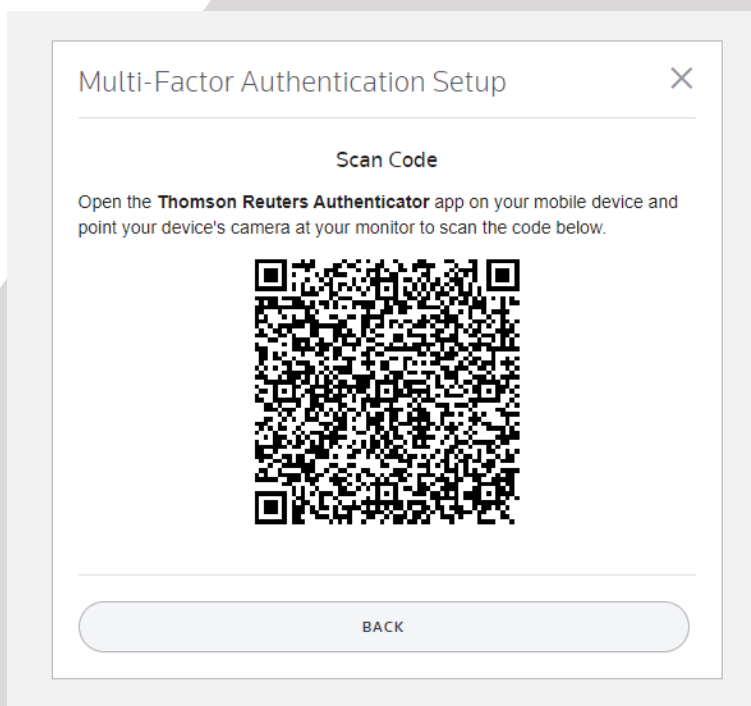 Multi-Factor Authentication Setup
Scan Code
Open the Thomson Reuters Authenticator app on your mobile device and
point your device's camera at your monitor to scan the code below.
BACK